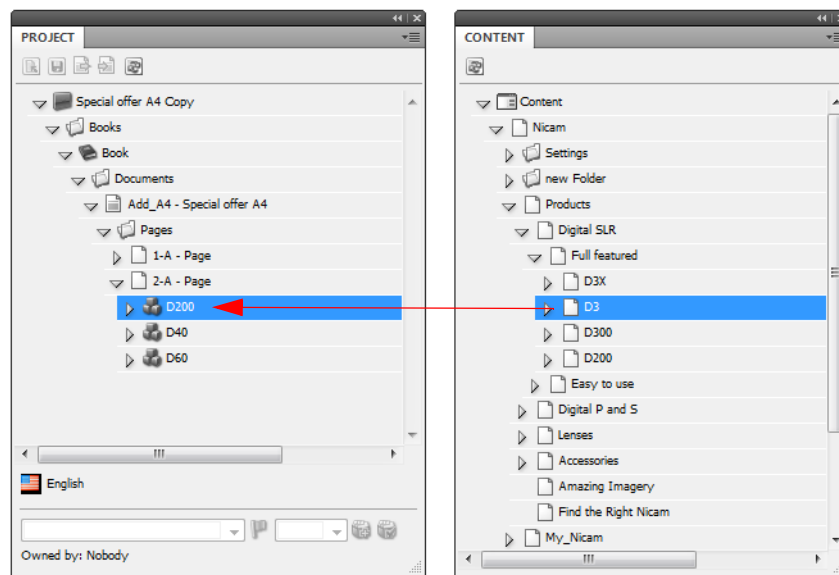 PROJECT
Special offer A4 Copy
Books
Book
Documents
Add_A4 - Special offer A4
Pages
1-A - Page
2-A - Page
D200
D40
D60
English
Owned by: Nobody
CONTENT
Content
Nicam
Settings
new Folder
Products
Digital SLR
Full featured
D3X
D3
D300
D200
Easy to use
Digital P and S
Lenses
Accessories
Amazing Imagery
Find the Right Nicam
My_Nicam